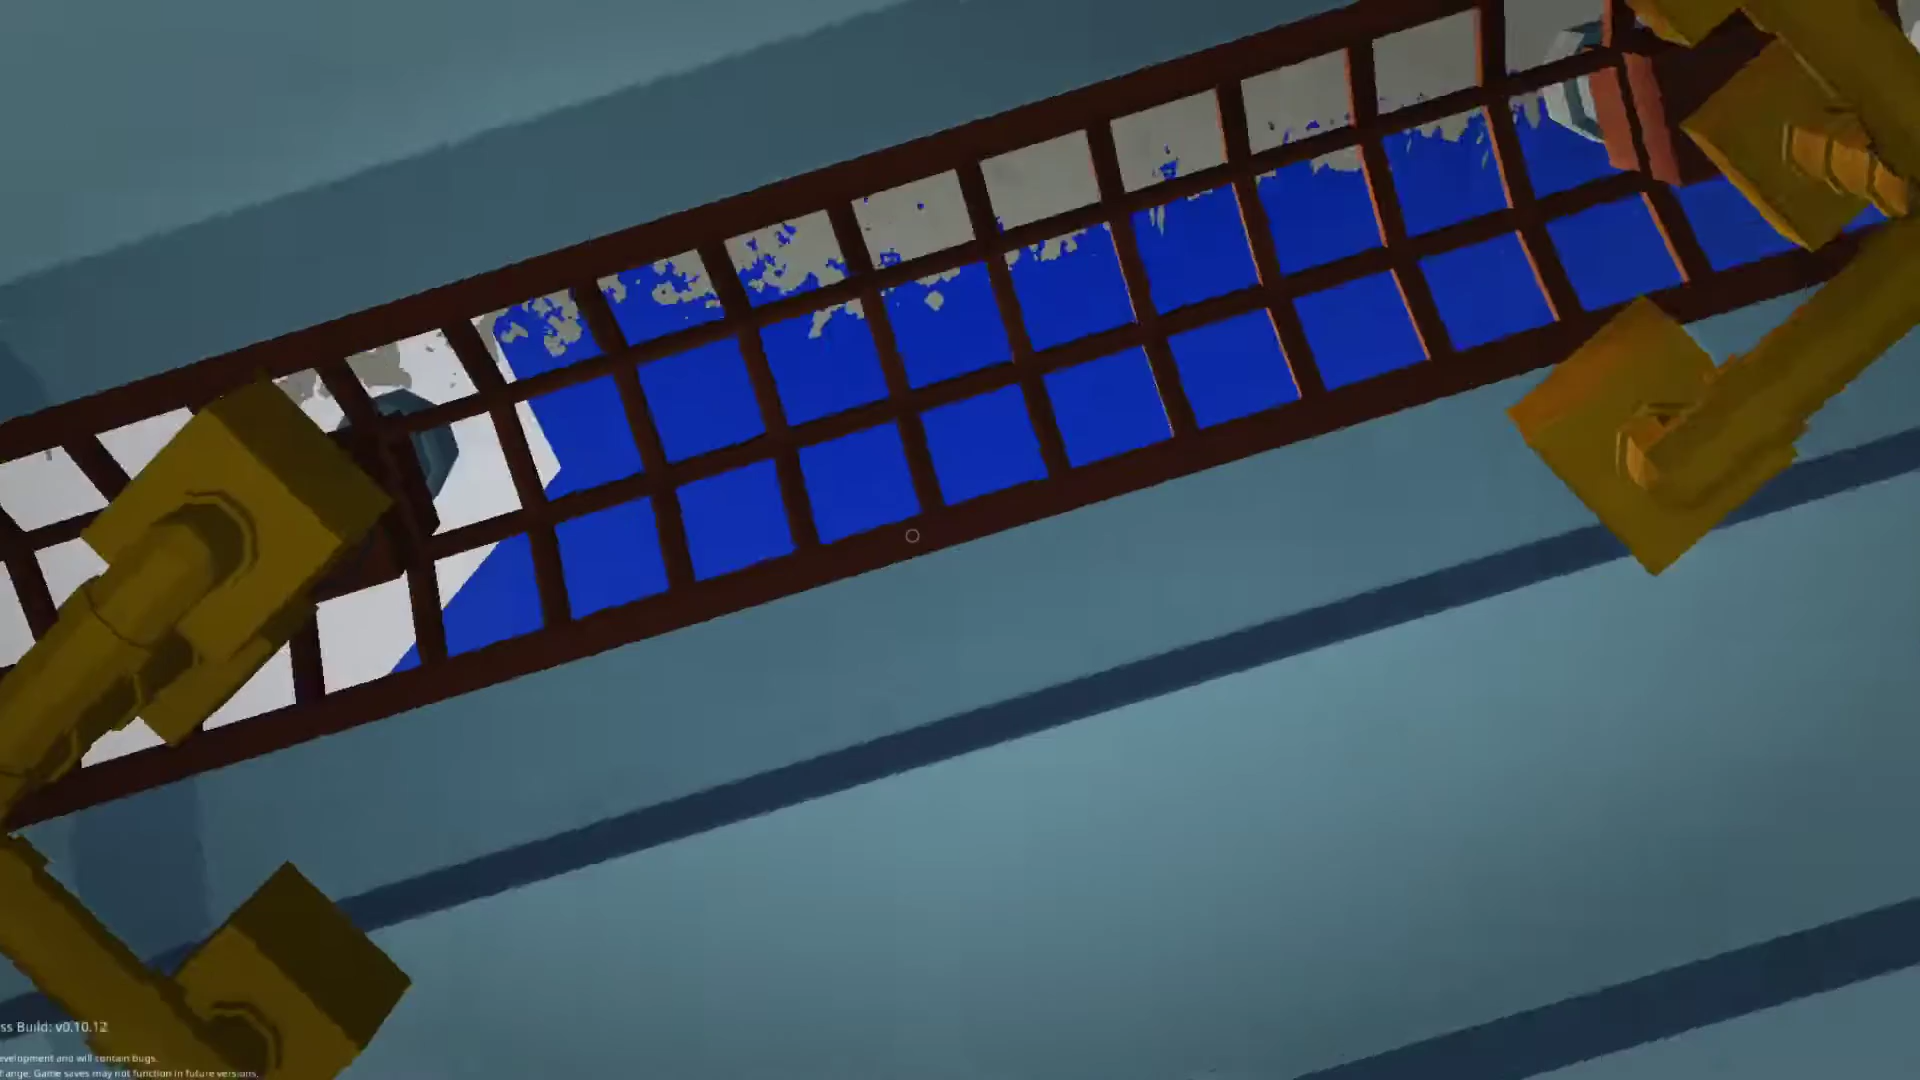 ss Build: v0.10.12
evelopment and will contain bugs.
ange. Game saves may not function in future versions.